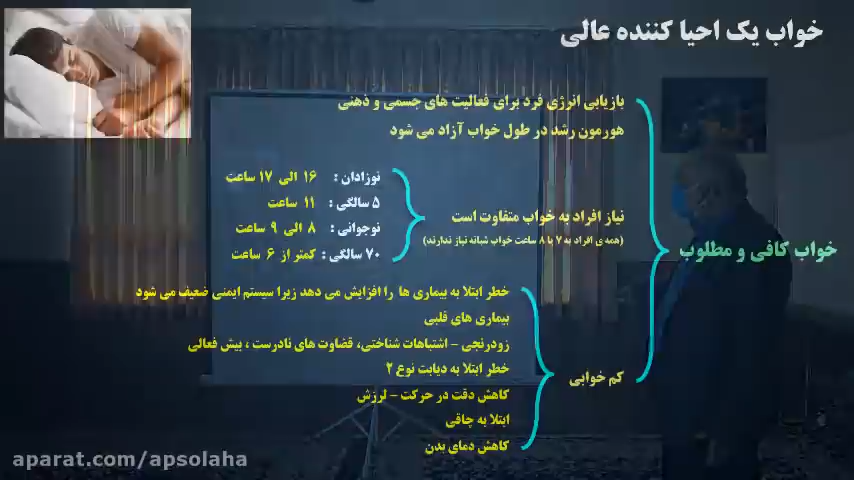 خواب یک احیا کننده عالی
خواب کافی و مطلوب
بازیابی انرژی فرد برای فعالیت های جسمی و ذهنی
هورمون رشد در طول خواب آزاد می شود
نیاز افراد به خواب متفاوت است
(همه ی افراد به ۷ یا ۸ ساعت خواب شبانه نیاز ندارند)
نوزادان : ۱۶ الی ۱۷ ساعت
۵ سالگی : ۱۱ ساعت
نوجوانی : ۸ الی ۹ ساعت
۷۰ سالگی : کمتر از ۶ ساعت
کم خوابی
خطر ابتلا به بیماری ها را افزایش می دهد زیرا سیستم ایمنی ضعیف می شود
بیماری های قلبی
زودرنجی - اشتباهات شناختی، قضاوت های نادرست ، بیش فعالی
خطر ابتلا به دیابت نوع ۲
کاهش دقت در حرکت - لرزش
ابتلا به چاقی
کاهش دمای بدن
aparat.com/apsolaha